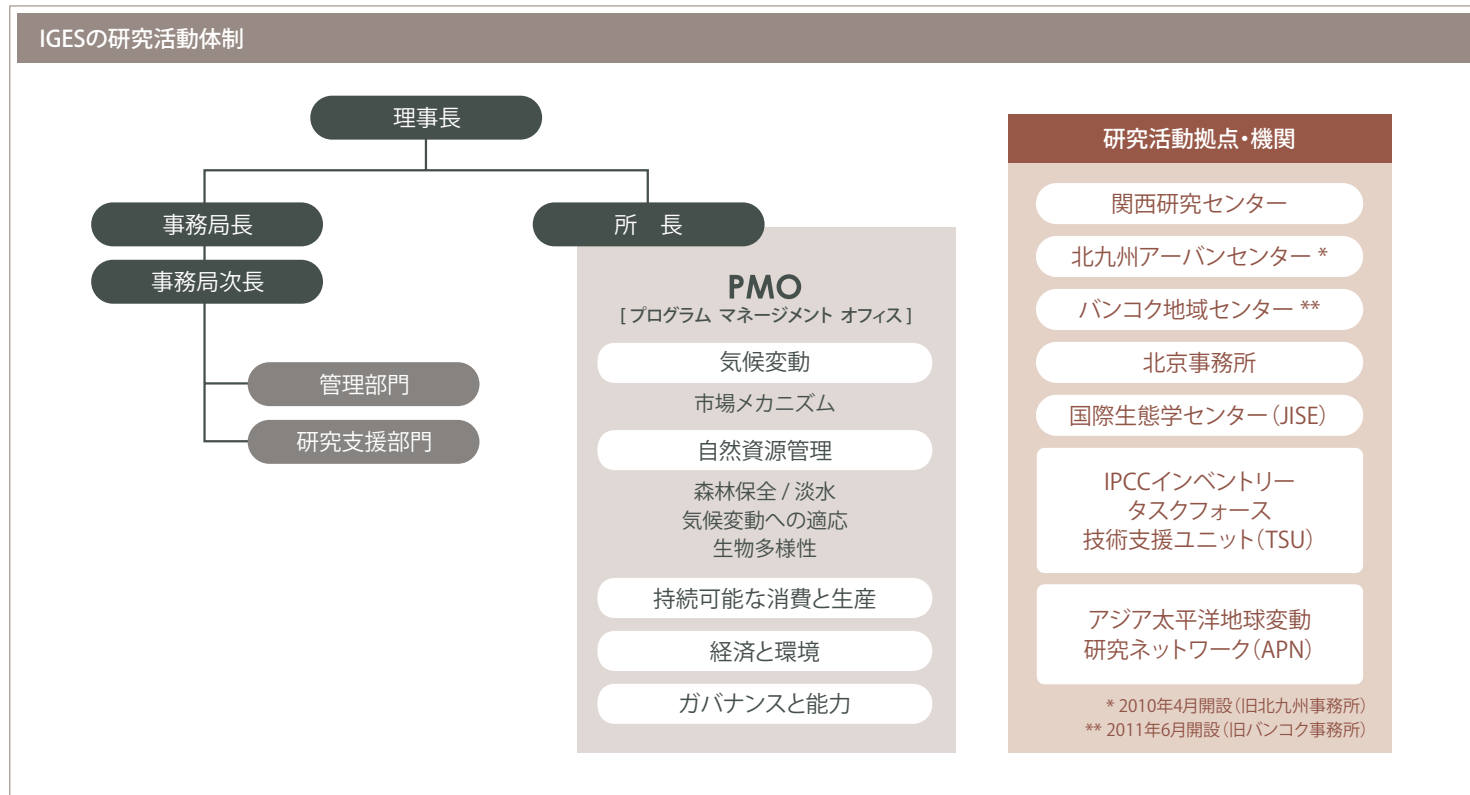 IGESの研究活動体制
理事長
事務局長
事務局次長
管理部門
研究支援部門
所　長
PMO
[プログラム マネージメント オフィス]
気候変動
市場メカニズム
自然資源管理
森林保全 / 淡水
気候変動への適応
生物多様性
持続可能な消費と生産
経済と環境
ガバナンスと能力
研究活動拠点・機関
関西研究センター
北九州アーバンセンター *
バンコク地域センター **
北京事務所
国際生態学センター（JISE）
IPCCインベントリー
タスクフォース
技術支援ユニット（TSU）
アジア太平洋地球変動
研究ネットワーク（APN）
* 2010年4月開設（旧北九州事務所）
** 2011年6月開設（旧バンコク事務所）